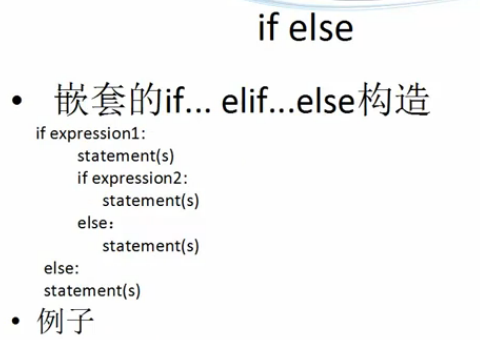 if else
• 嵌套的if... elif...else构造
if expression1:
statement(s)
if expression2:
statement(s)
else：
statement(s)
else:
statement(s)
• 例子